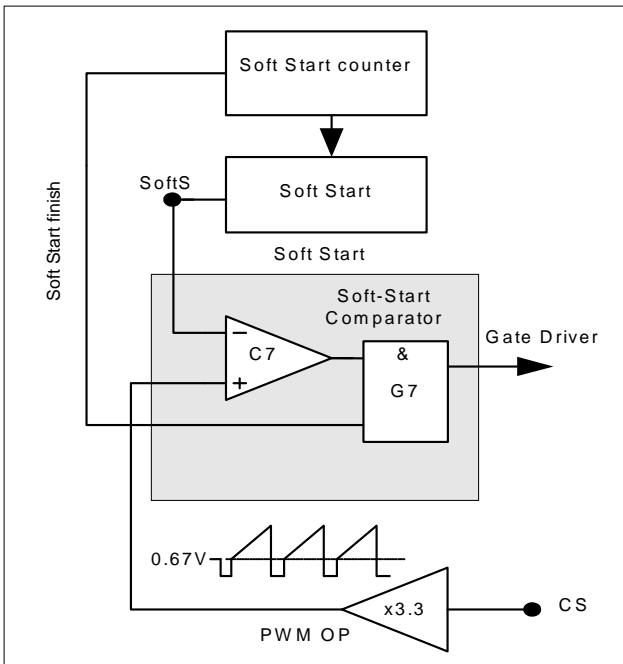 Soft Start counter
Soft Start
SoftS
Soft Start finish
Soft Start
Soft-Start
Comparator
Gate Driver
−
C7
+
&
G7
0.67V
x3.3
CS
PWM OP